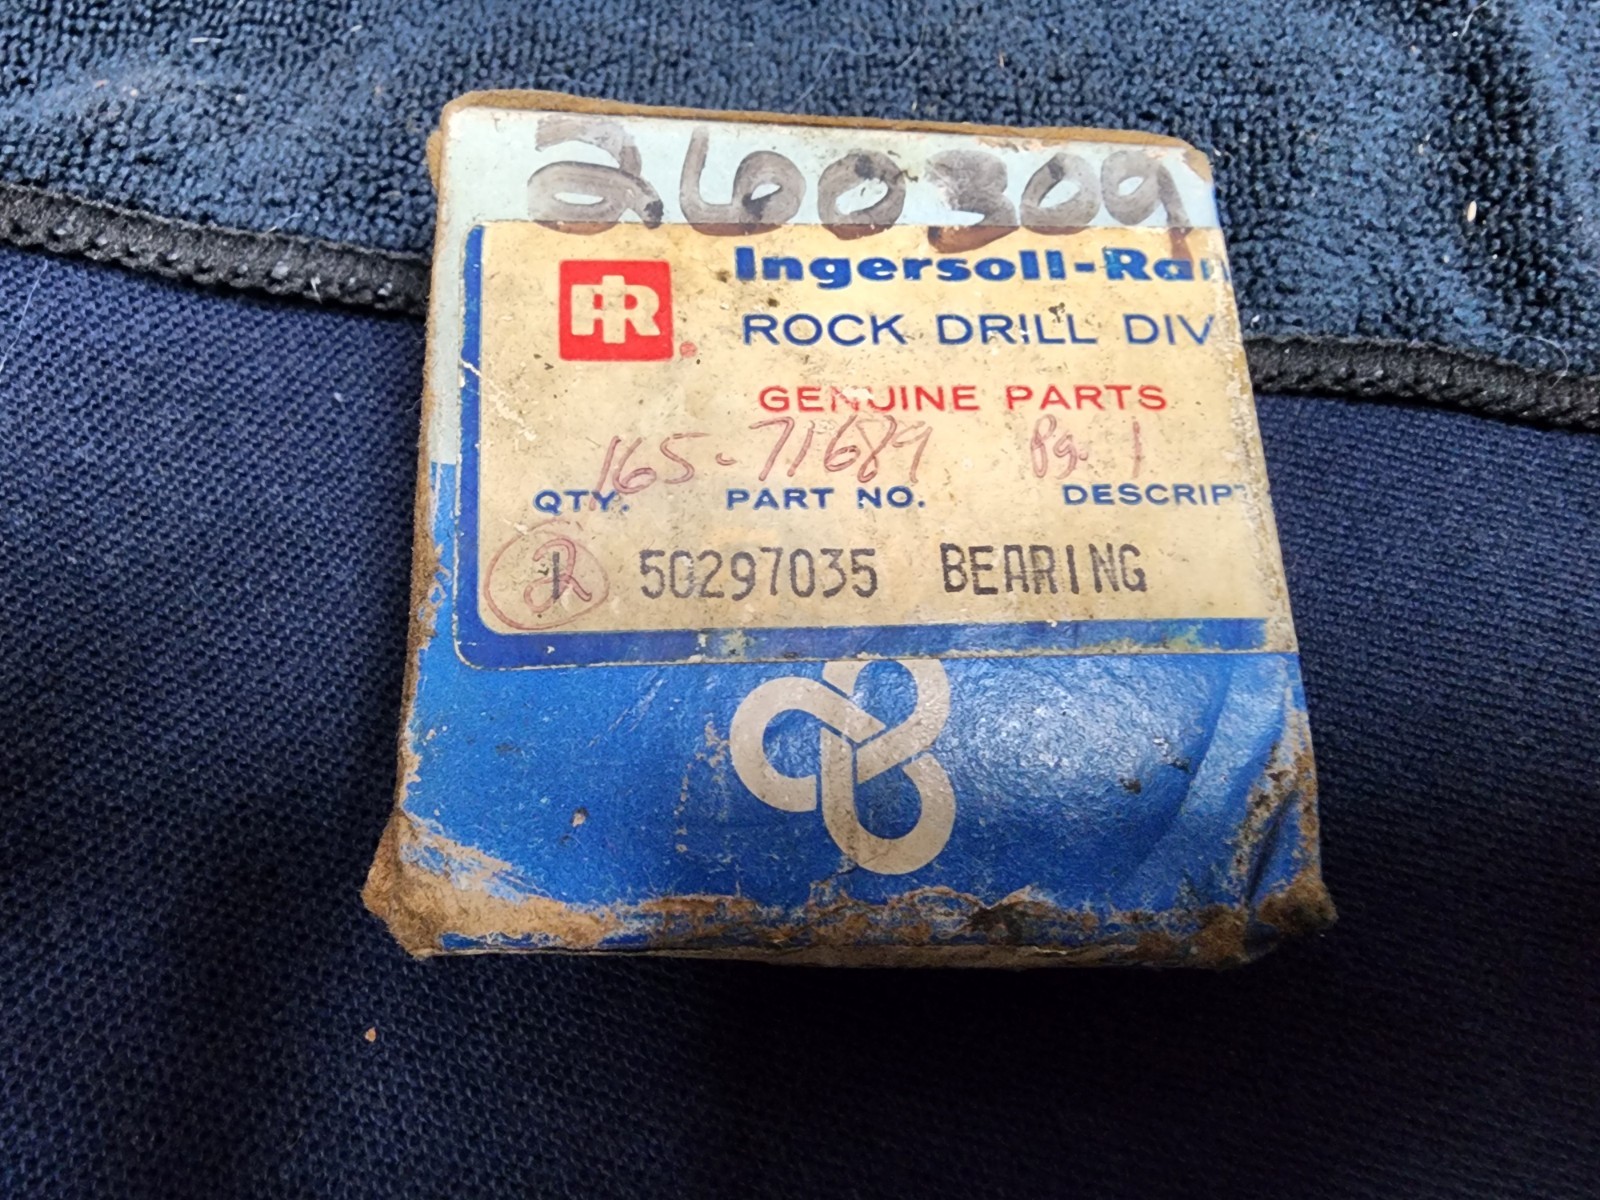 260309
IR
Ingersoll-Ran
ROCK DRILL DIV
GENUINE PARTS
165-71689 Pg. 1
QTY. PART NO. DESCRIPT
1 2 50297035 BEARING